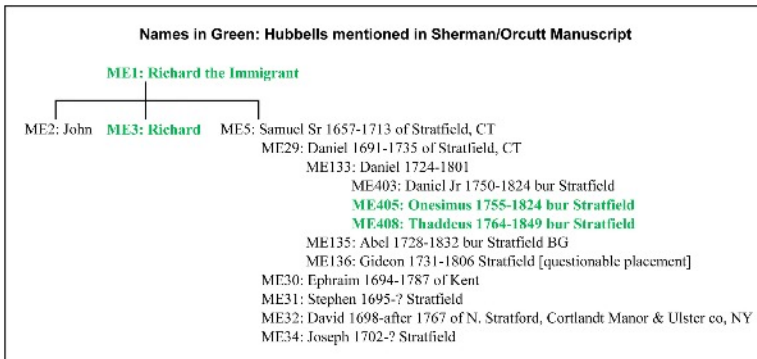 Names in Green: Hubbells mentioned in Sherman/Orcutt Manuscript
ME1: Richard the Immigrant
ME2: John ME3: Richard ME5: Samuel Sr 1657-1713 of Stratfield, CT
ME29: Daniel 1691-1735 of Stratfield, CT
ME133: Daniel 1724-1801
ME403: Daniel Jr 1750-1824 bur Stratfield
ME405: Onesimus 1755-1824 bur Stratfield
ME408: Thaddeus 1764-1849 bur Stratfield
ME135: Abel 1728-1832 bur Stratfield BG
ME136: Gideon 1731-1806 Stratfield [questionable placement]
ME30: Ephraim 1694-1787 of Kent
ME31: Stephen 1695-? Stratfield
ME32: David 1698-after 1767 of N. Stratford, Cortlandt Manor & Ulster co, NY
ME34: Joseph 1702-? Stratfield